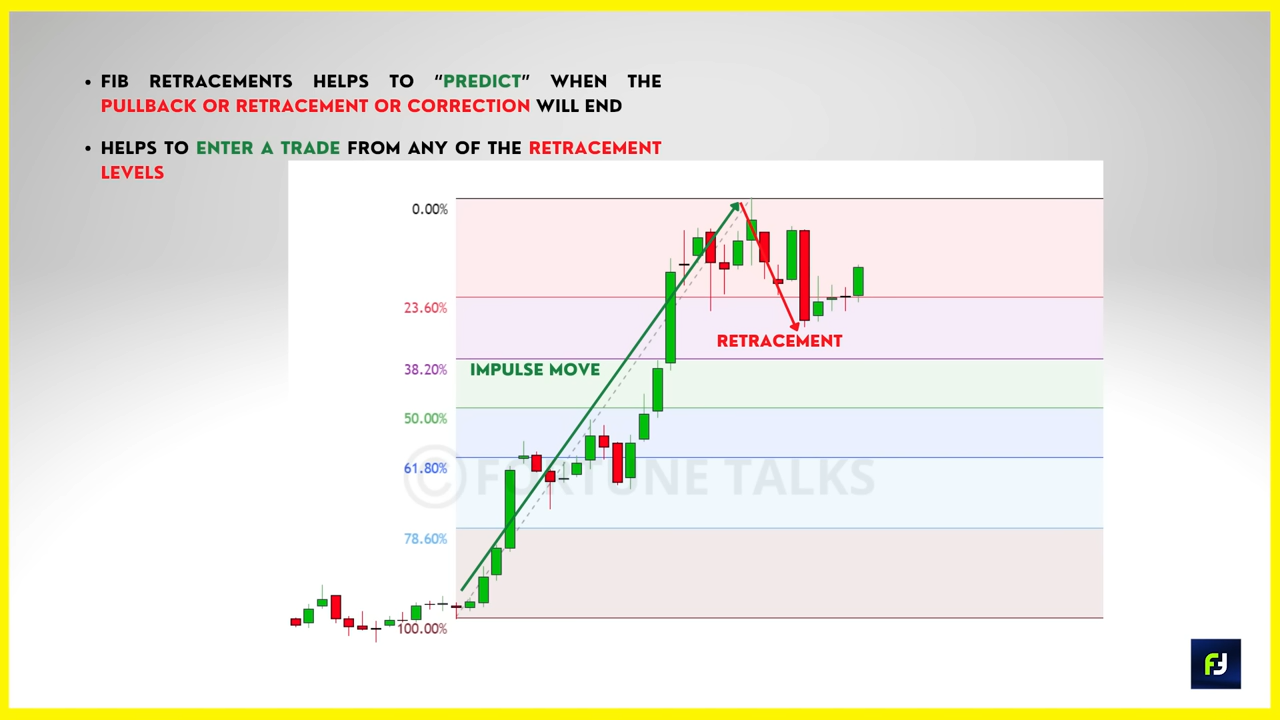 • FIB RETRACEMENTS HELPS TO “PREDICT” WHEN THE
PULLBACK OR RETRACEMENT OR CORRECTION WILL END
• HELPS TO ENTER A TRADE FROM ANY OF THE RETRACEMENT
LEVELS
0.00%
23.60%
RETRACEMENT
38.20%
IMPULSE MOVE
50.00%
61.80%
© FORTUNE TALKS
78.60%
100.00%